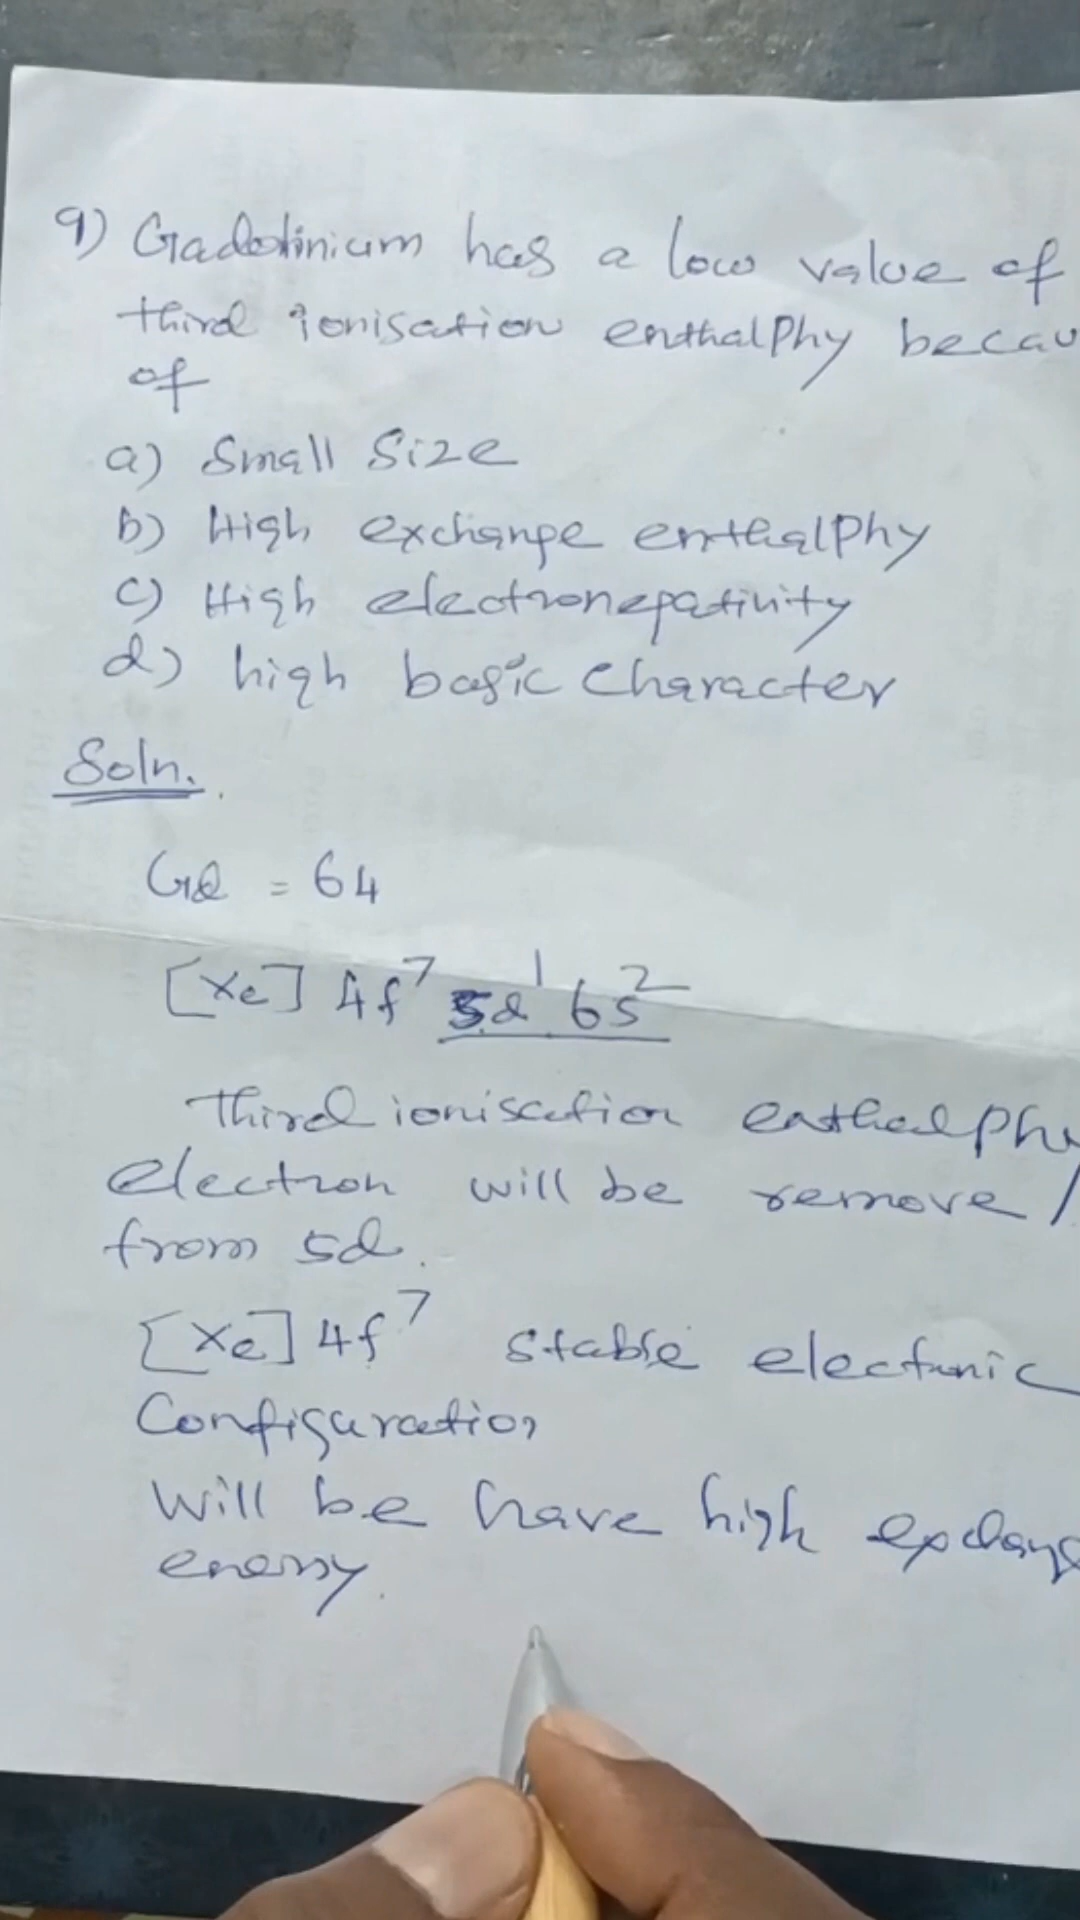 9) Gadolinium has a low value of
third ionisation enthalphy becau
of
a) Small Size
b) High exchange enthalphy
c) High electronegativity
d) high basic character
Soln.
Gd = 64
[Xe] 4f⁷ 5d¹ 6s²
Third ionisation enthalphy
electron will be remove
from 5d.
[Xe] 4f⁷ stable electunic
Configuration
Will be have high exchange
energy.